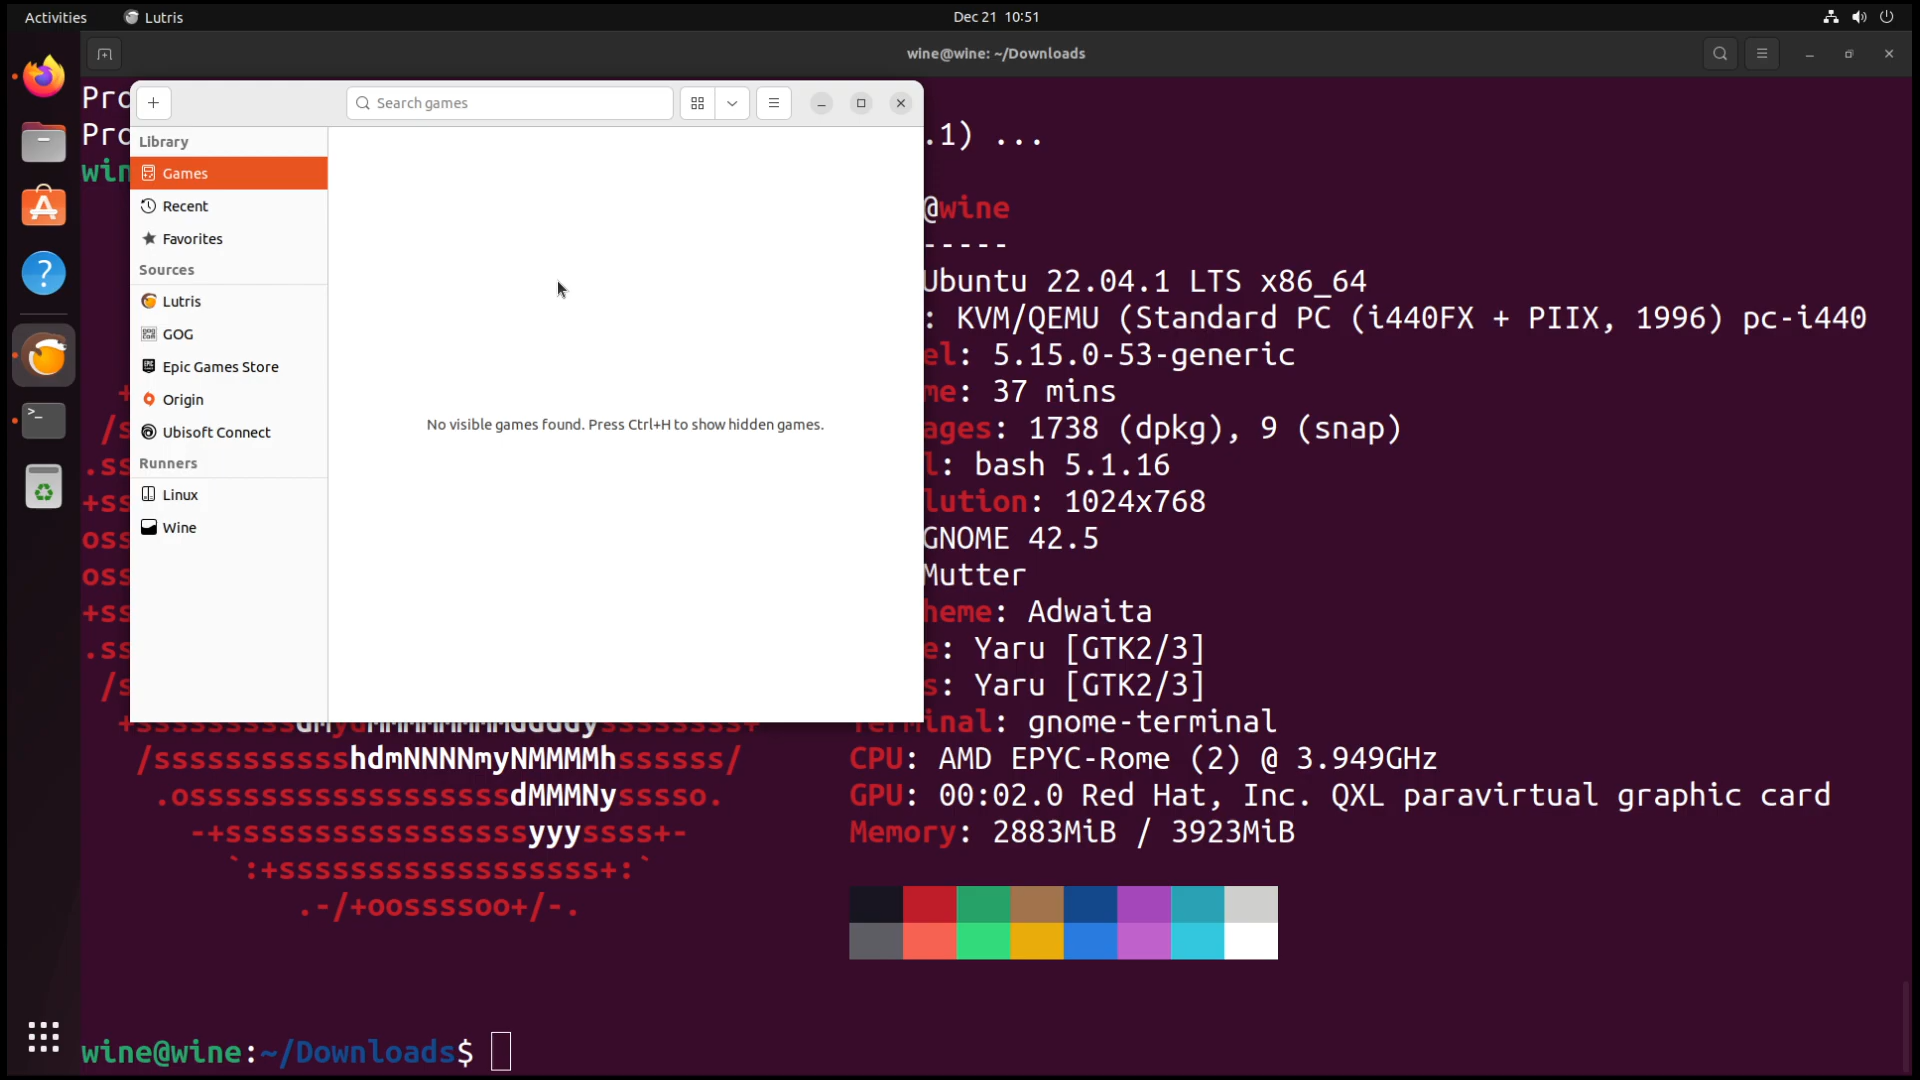 Activities
Lutris
Dec 21 10:51
wine@wine: ~/Downloads
Search games
Library
Games
Recent
Favorites
Sources
Lutris
GOG
Epic Games Store
Origin
Ubisoft Connect
Runners
Linux
Wine
No visible games found. Press Ctrl+H to show hidden games.
Pro
Pro .1) ...
win
@wine
-----
Ubuntu 22.04.1 LTS x86_64
: KVM/QEMU (Standard PC (i440FX + PIIX, 1996) pc-i440
el: 5.15.0-53-generic
me: 37 mins
ages: 1738 (dpkg), 9 (snap)
l: bash 5.1.16
lution: 1024x768
GNOME 42.5
Mutter
heme: Adwaita
e: Yaru [GTK2/3]
s: Yaru [GTK2/3]
Terminal: gnome-terminal
/ssssssssssshdmNNNNmyNMMMMhssssss/ CPU: AMD EPYC-Rome (2) @ 3.949GHz
.ossssssssssssssssssdMMMNysssso. GPU: 00:02.0 Red Hat, Inc. QXL paravirtual graphic card
-+sssssssssssssssssyyyssss+- Memory: 2883MiB / 3923MiB
`:+ssssssssssssssssss+:`
.-/+oossssoo+/-.
wine@wine:~/Downloads$